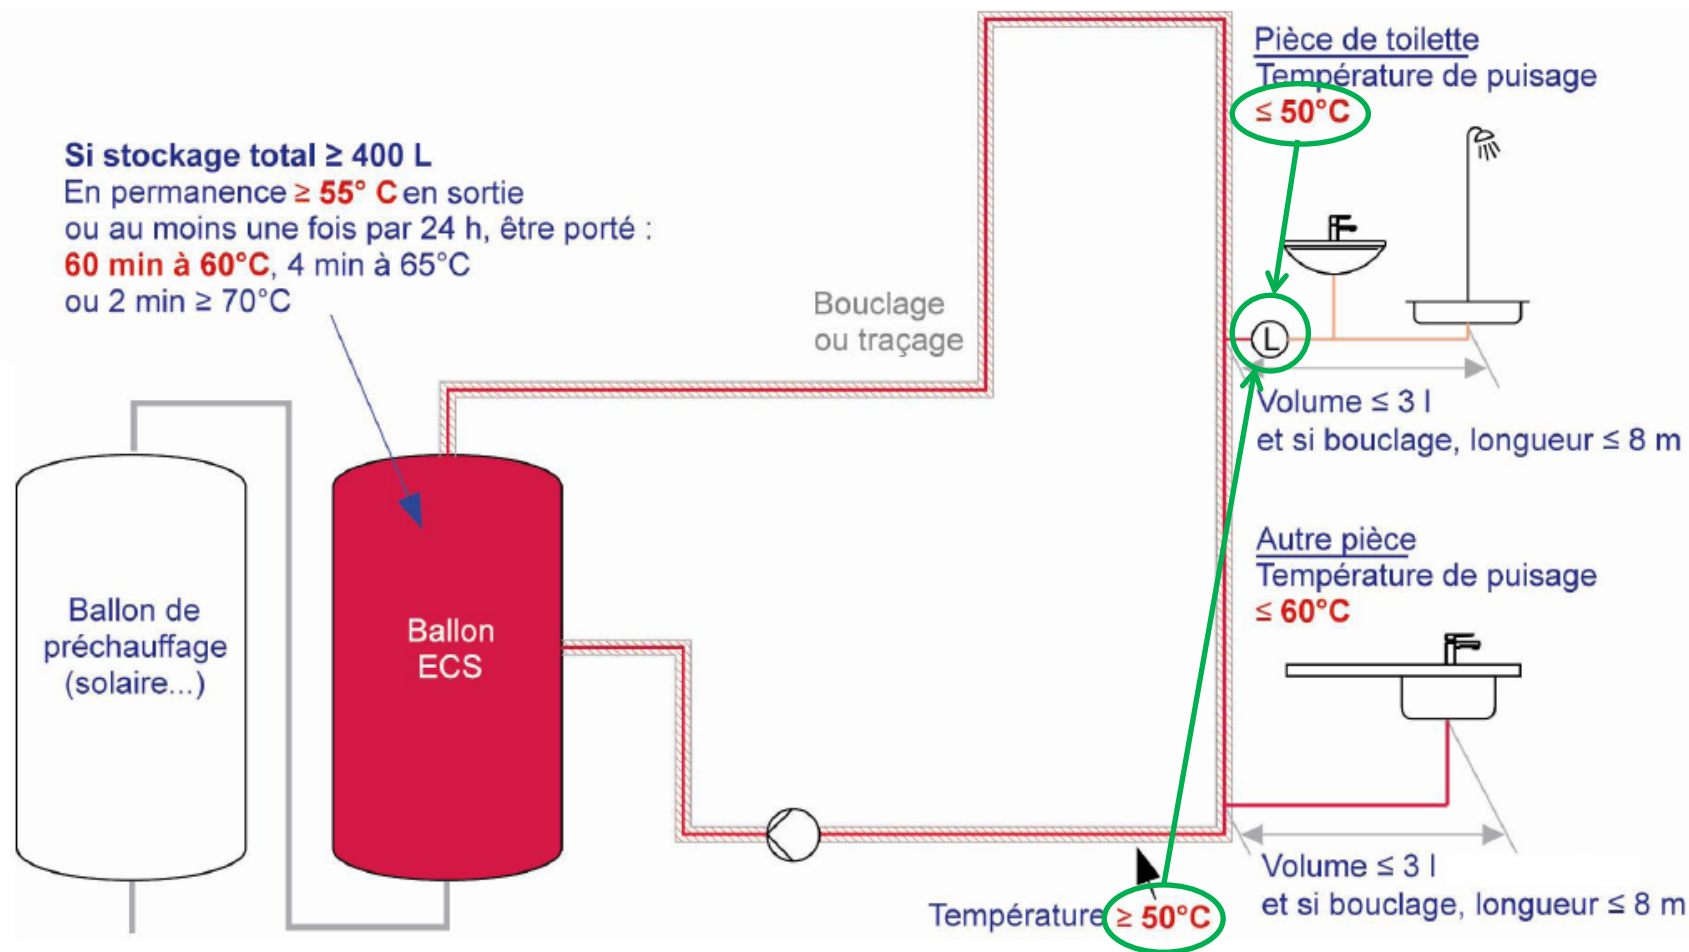 Pièce de toilette
Température de puisage
≤ 50°C
Si stockage total ≥ 400 L
En permanence ≥ 55° C en sortie
ou au moins une fois par 24 h, être porté :
60 min à 60°C, 4 min à 65°C
ou 2 min ≥ 70°C
Bouclage
ou traçage
L
Volume ≤ 3 l
et si bouclage, longueur ≤ 8 m
Autre pièce
Température de puisage
≤ 60°C
Ballon de
préchauffage
(solaire...)
Ballon
ECS
Volume ≤ 3 l
et si bouclage, longueur ≤ 8 m
Température ≥ 50°C